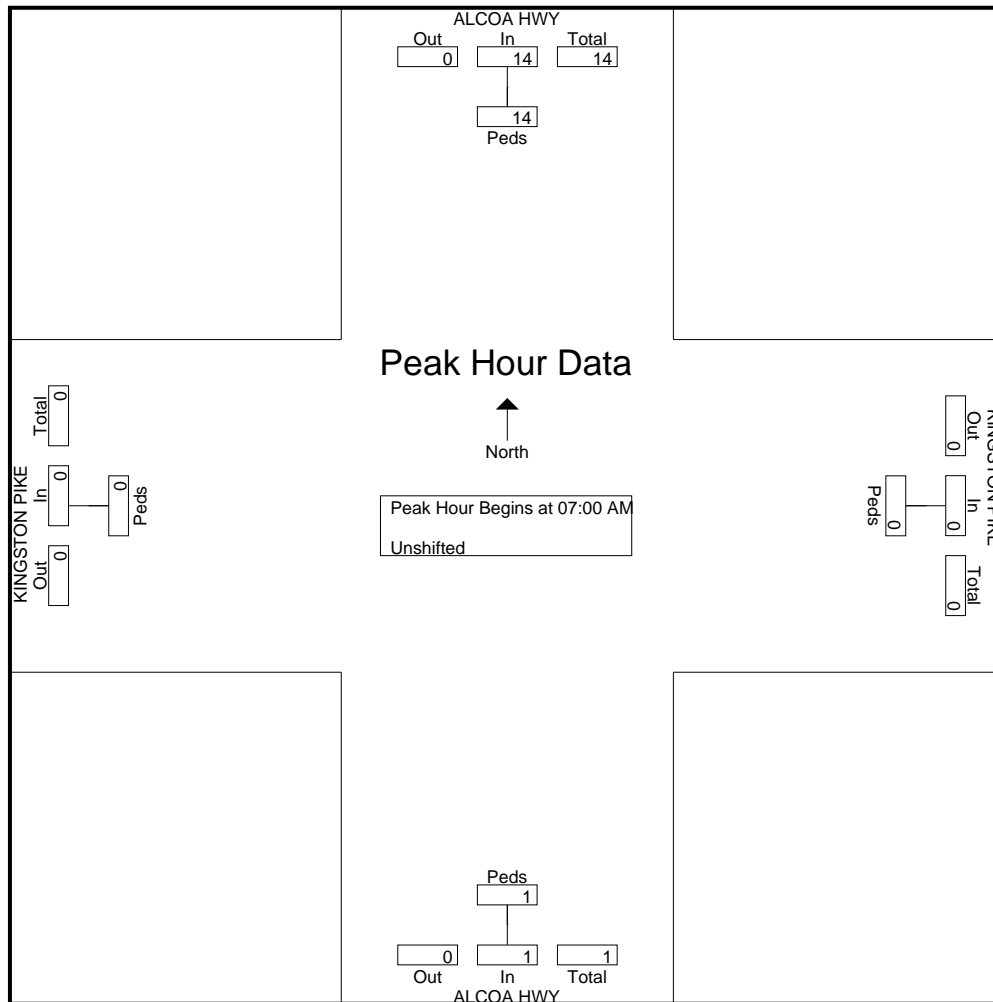 ALCOA HWY
Out In Total
0 14 14
14
Peds
Peak Hour Data
North
Peak Hour Begins at 07:00 AM
Unshifted
KINGSTON PIKE
Total In Out
0 0 0
0
Peds
KINGSTON PIKE
Out In Total
0 0 0
0
Peds
Peds
1
0 1 1
Out In Total
ALCOA HWY